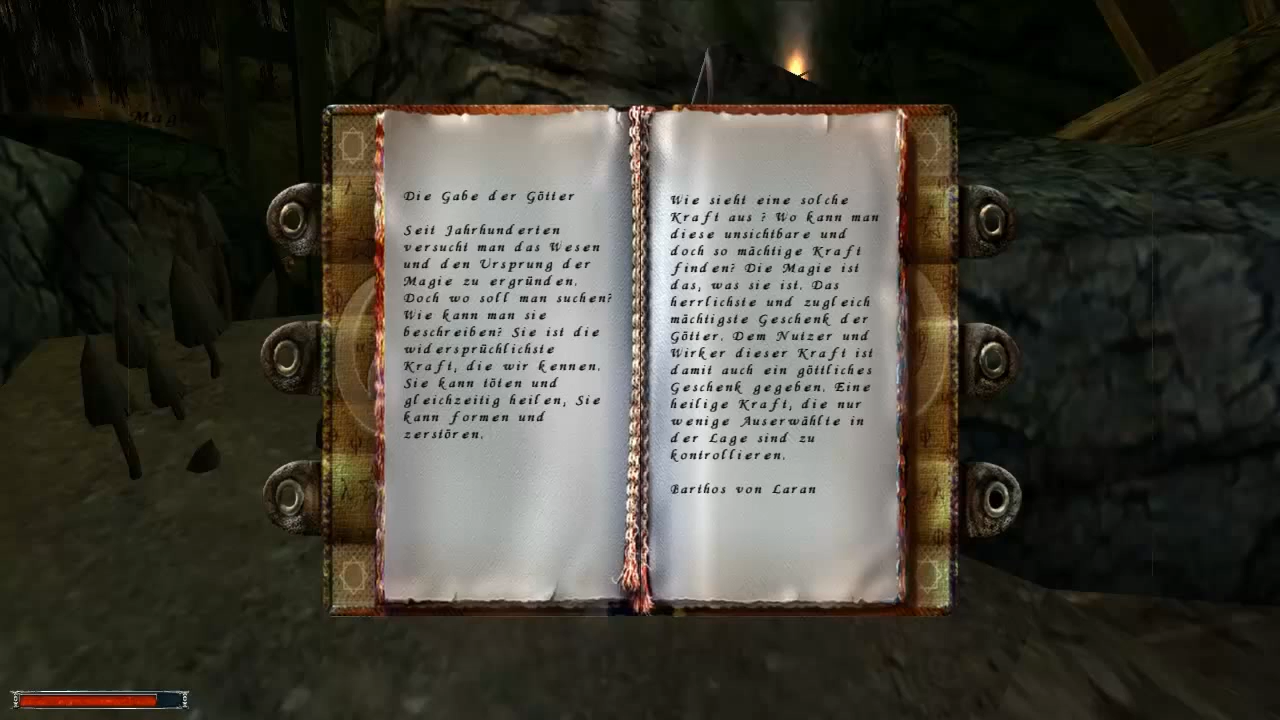 Die Gabe der Götter
Seit Jahrhunderten
versucht man das Wesen
und den Ursprung der
Magie zu ergründen.
Doch wo soll man suchen?
Wie kann man sie
beschreiben? Sie ist die
widersprüchlichste
Kraft, die wir kennen.
Sie kann töten und
gleichzeitig heilen, Sie
kann formen und
zerstören.
Wie sieht eine solche
Kraft aus ? Wo kann man
diese unsichtbare und
doch so mächtige Kraft
finden? Die Magie ist
das, was sie ist. Das
herrlichste und zugleich
mächtigste Geschenk der
Götter. Dem Nutzer und
Wirker dieser Kraft ist
damit auch ein göttliches
Geschenk gegeben. Eine
heilige Kraft, die nur
wenige Auserwählte in
der Lage sind zu
kontrollieren.
Barthos von Laran